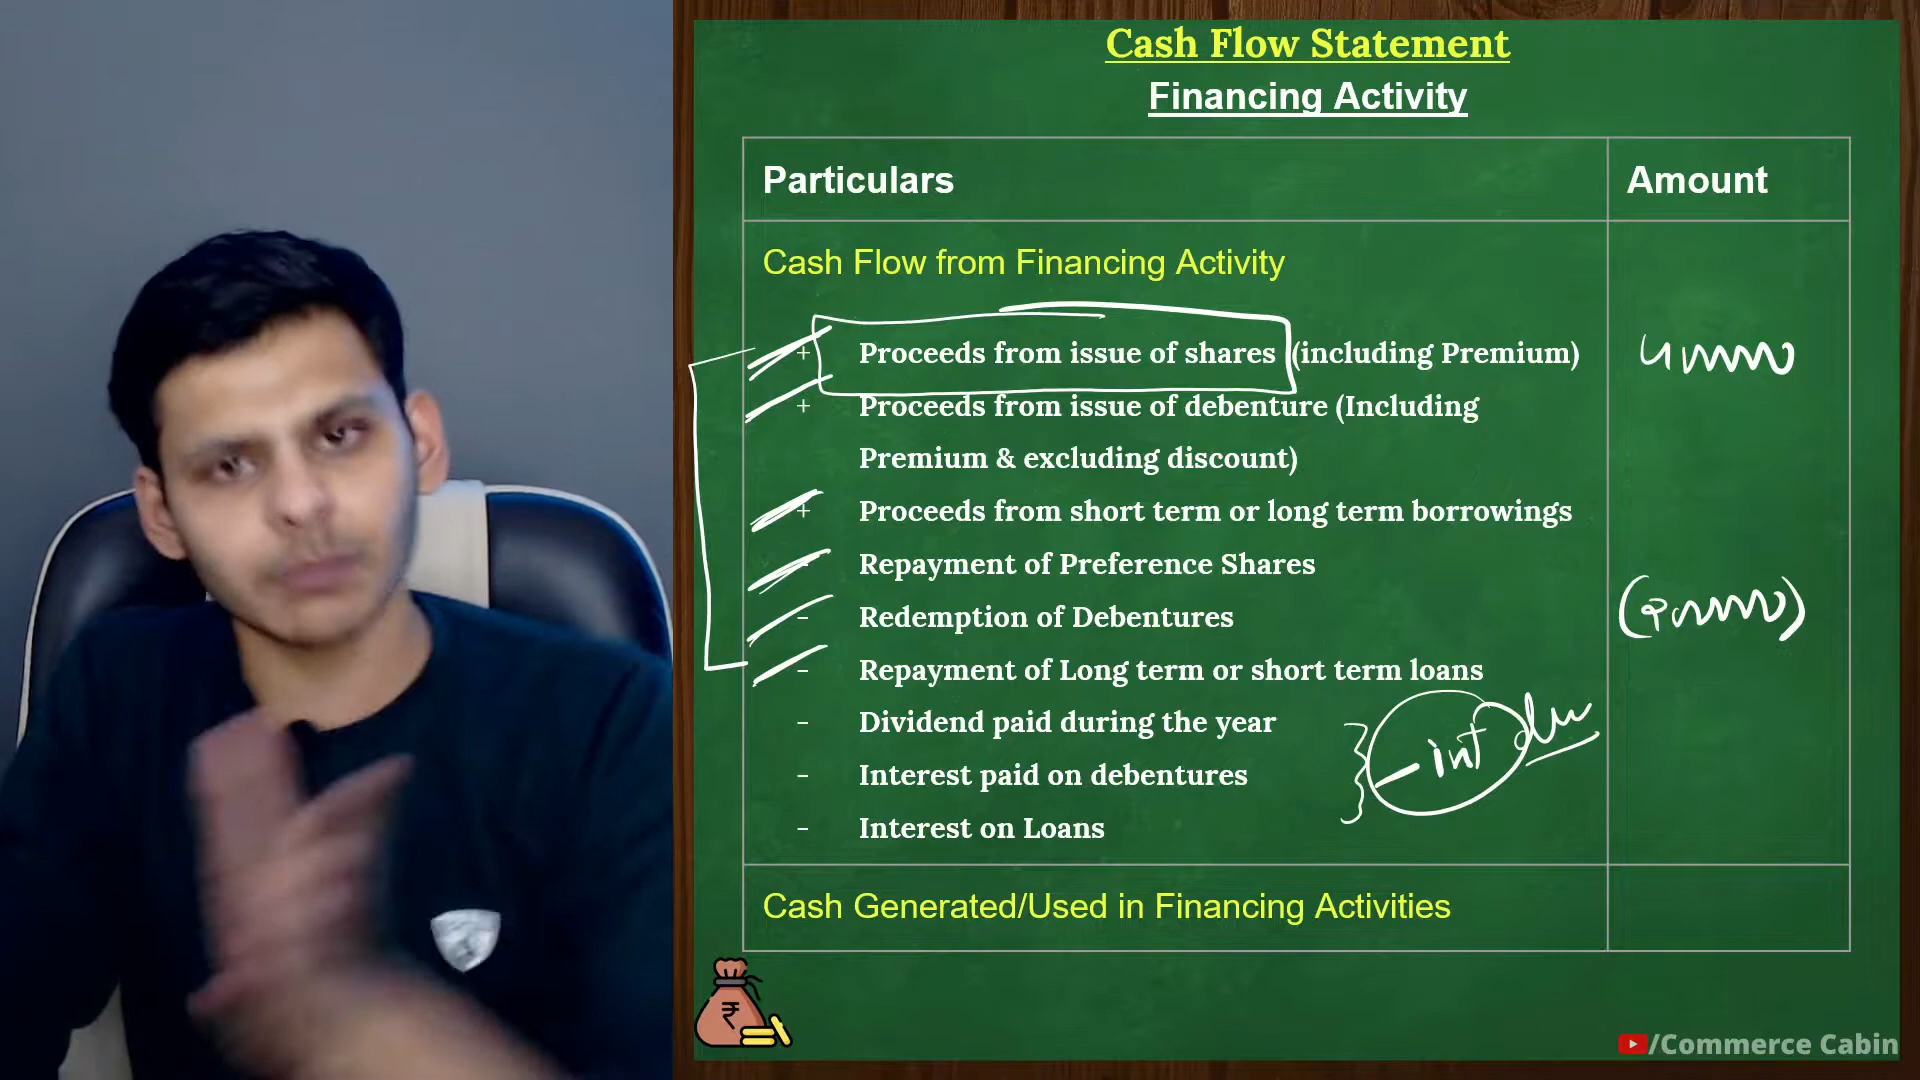 Cash Flow Statement
Financing Activity
Particulars Amount
Cash Flow from Financing Activity
+ Proceeds from issue of shares (including Premium)
+ Proceeds from issue of debenture (Including
Premium & excluding discount)
+ Proceeds from short term or long term borrowings
- Repayment of Preference Shares
- Redemption of Debentures
- Repayment of Long term or short term loans
- Dividend paid during the year
- Interest paid on debentures
- Interest on Loans
- int
Cash Generated/Used in Financing Activities
₹
/Commerce Cabin